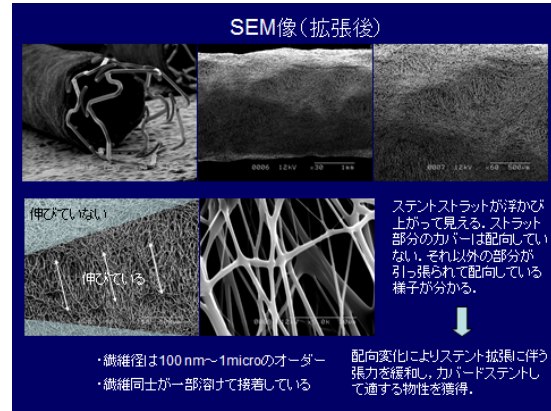 SEM像(拡張後)
0006 12kV ×30 1mm
0007 12kV ×60 500μm
伸びていない
伸びている
ステントストラットが浮かび
上がって見える．ストラット
部分のカバーは配向してい
ない．それ以外の部分が
引っ張られて配向している
様子が分かる．
・繊維径は100 nm～1microのオーダー
・繊維同士が一部溶けて接着している
配向変化によりステント拡張に伴う
張力を緩和し，カバードステントし
て適する物性を獲得．